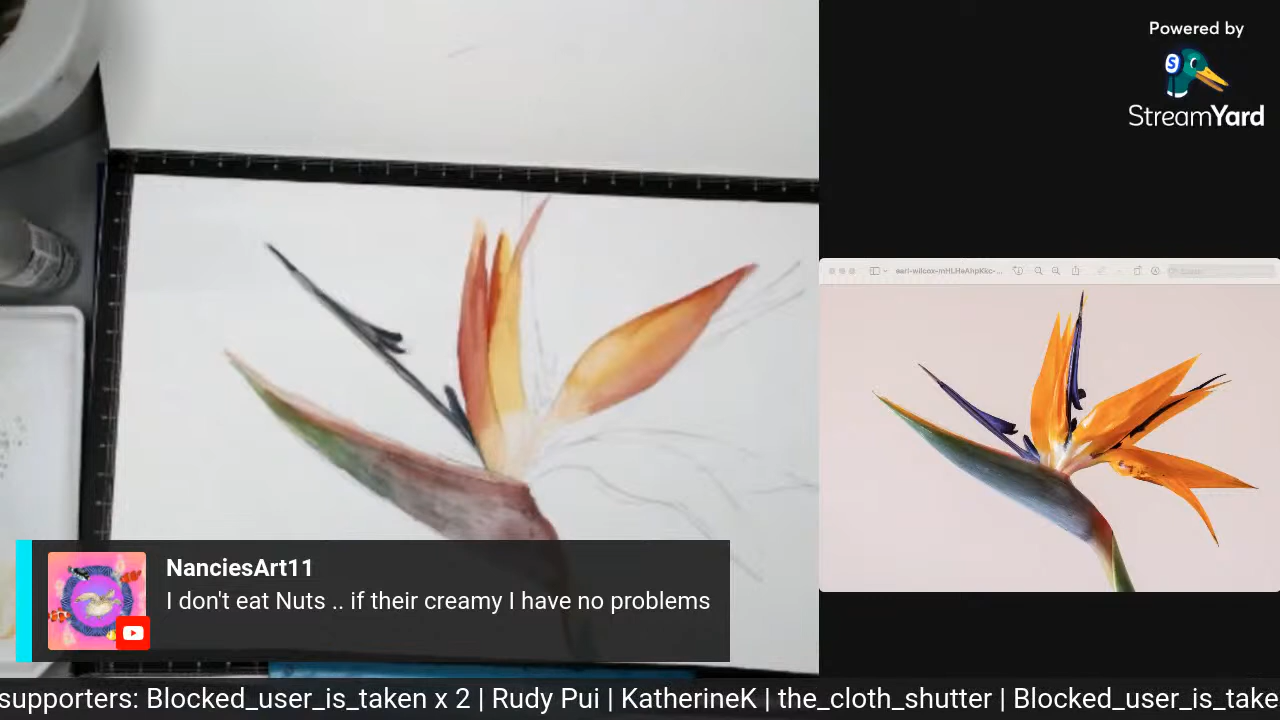 Powered by
StreamYard
NanciesArt11
I don't eat Nuts .. if their creamy I have no problems
supporters: Blocked_user_is_taken x 2 | Rudy Pui | KatherineK | the_cloth_shutter | Blocked_user_is_take